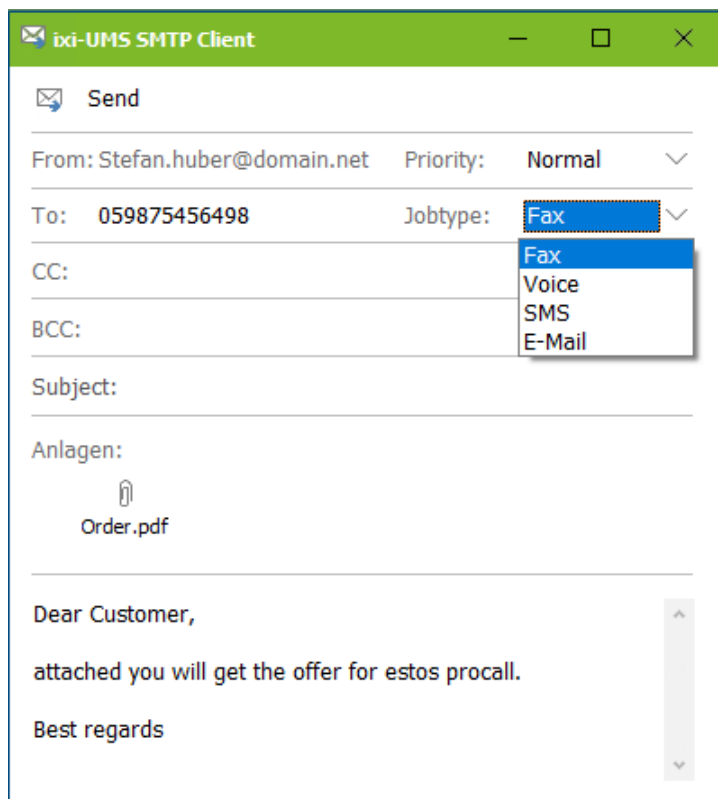 ixi-UMS SMTP Client
Send
From: Stefan.huber@domain.net Priority: Normal
To: 059875456498 Jobtype: Fax
CC:
Fax
Voice
BCC:
SMS
E-Mail
Subject:
Anlagen:
Order.pdf
Dear Customer,
attached you will get the offer for estos procall.
Best regards